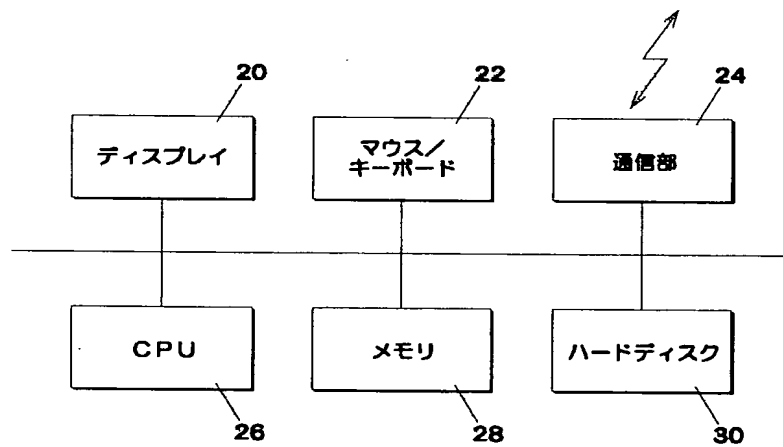 20
22
24
ディスプレイ
マウス/
キーボード
通信部
CPU
メモリ
ハードディスク
26
28
30